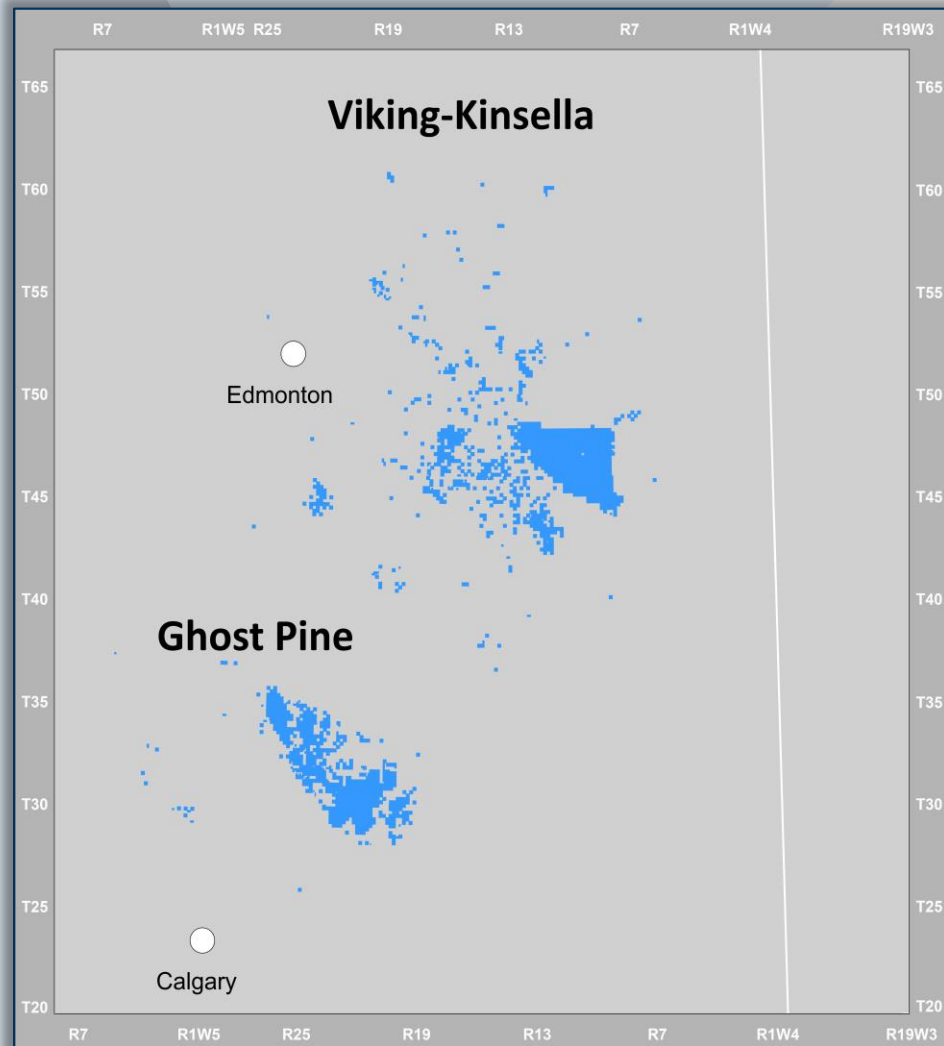 R7 R1W5 R25 R19 R13 R7 R1W4 R19W3
T65 T65
Viking-Kinsella
T60 T60
T55 T55
Edmonton
T50 T50
T45 T45
T40 T40
Ghost Pine
T35 T35
T30 T30
T25 T25
Calgary
T20 T20
R7 R1W5 R25 R19 R13 R7 R1W4 R19W3